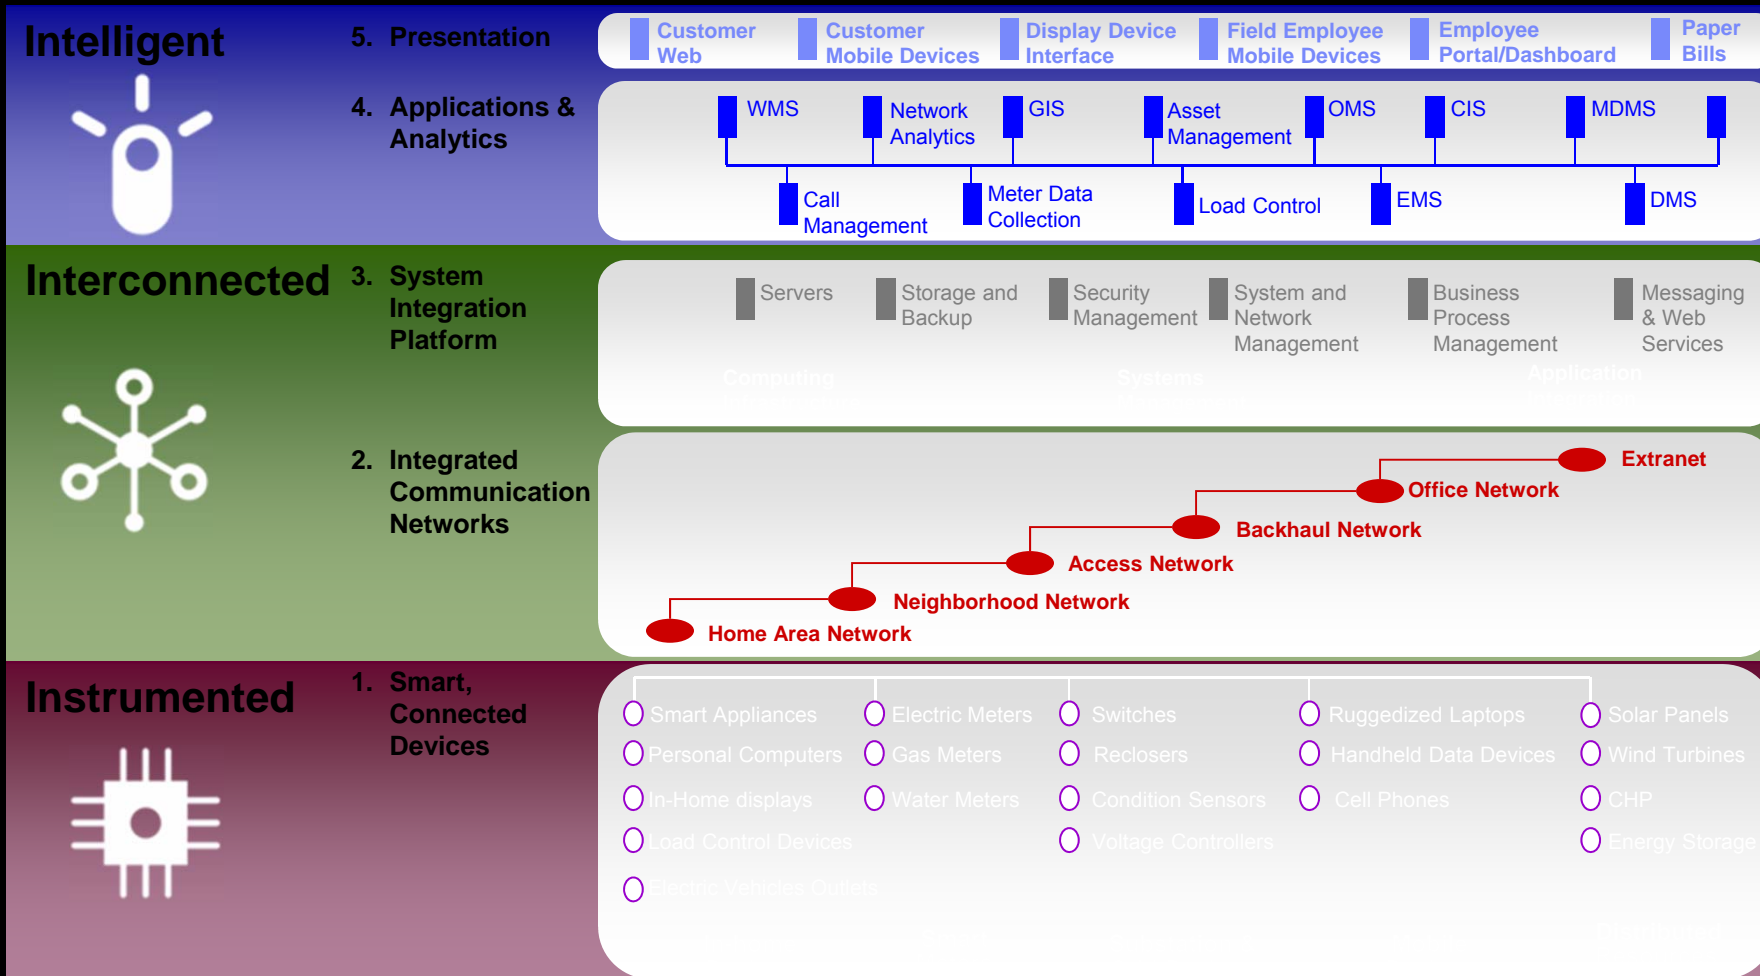 Intelligent
5. Presentation
Customer
Web
Customer
Mobile Devices
Display Device
Interface
Field Employee
Mobile Devices
Employee
Portal/Dashboard
Paper
Bills
4. Applications &
Analytics
WMS
Network
Analytics
GIS
Asset
Management
OMS
CIS
MDMS
Call
Management
Meter Data
Collection
Load Control
EMS
DMS
Interconnected
3. System
Integration
Platform
Servers
Storage and
Backup
Security
Management
System and
Network
Management
Business
Process
Management
Messaging
& Web
Services
Computing
Systems
Application
2. Integrated
Communication
Networks
Extranet
Office Network
Backhaul Network
Access Network
Neighborhood Network
Home Area Network
Instrumented
1. Smart,
Connected
Devices
Smart Appliances
Personal Computers
In-Home displays
Load Control Devices
Electric Vehicles Outlets
Electric Meters
Gas Meters
Water Meters
Switches
Reclosers
Condition Sensors
Voltage Controllers
Ruggedized Laptops
Handheld Data Devices
Cell Phones
Solar Panels
Wind Turbines
CHP
Energy Storage